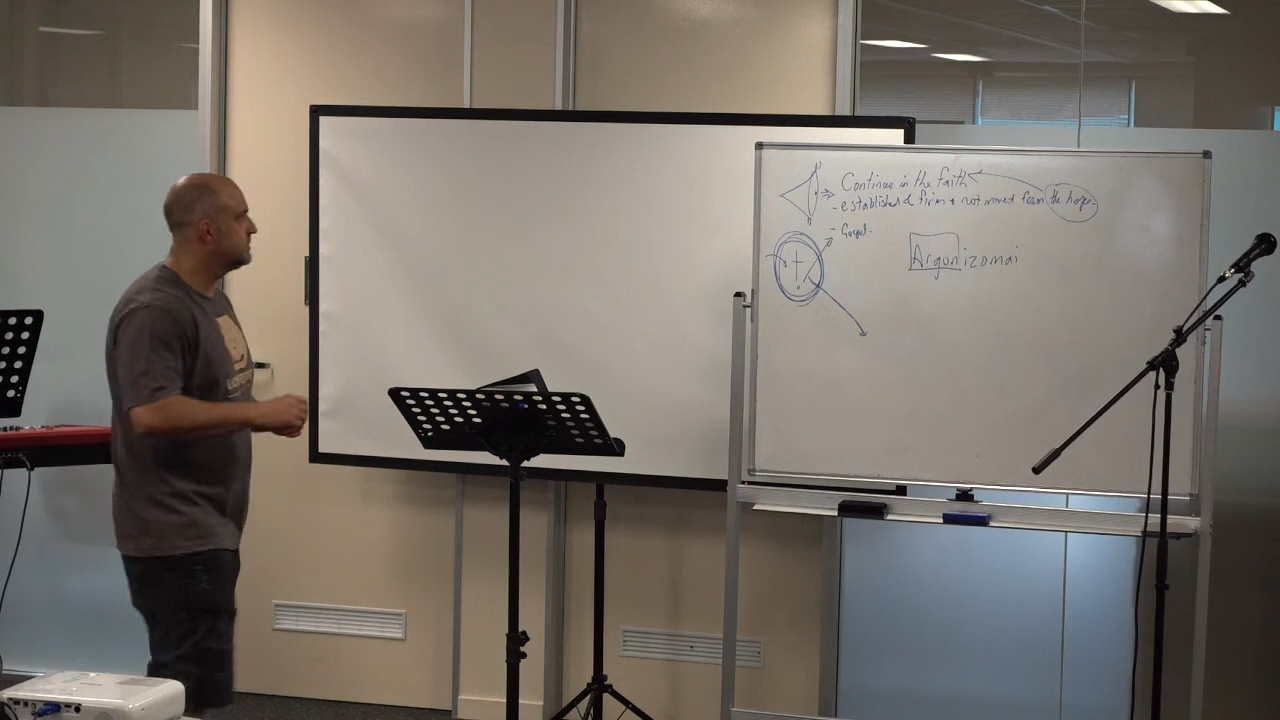 Continue in the faith
- established & firm + not moved from the hope.
- Gospel.
Argonizomai